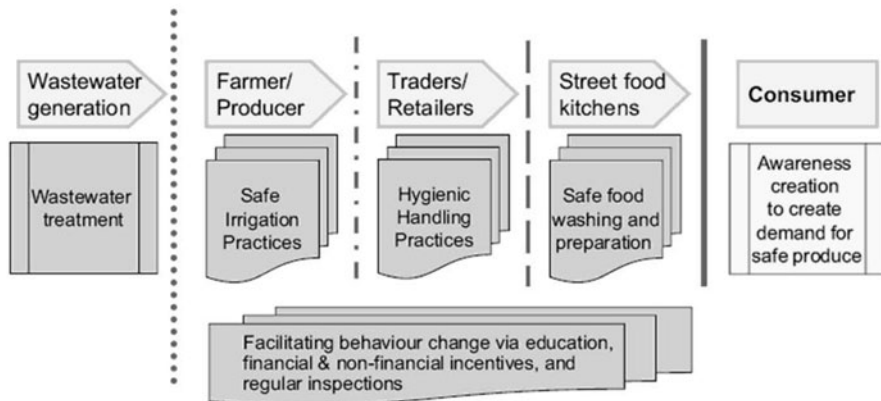 Wastewater
generation
Farmer/
Producer
Traders/
Retailers
Street food
kitchens
Consumer
Wastewater
treatment
Safe
Irrigation
Practices
Hygienic
Handling
Practices
Safe food
washing and
preparation
Awareness
creation
to create
demand for
safe produce
Facilitating behaviour change via education,
financial & non-financial incentives, and
regular inspections